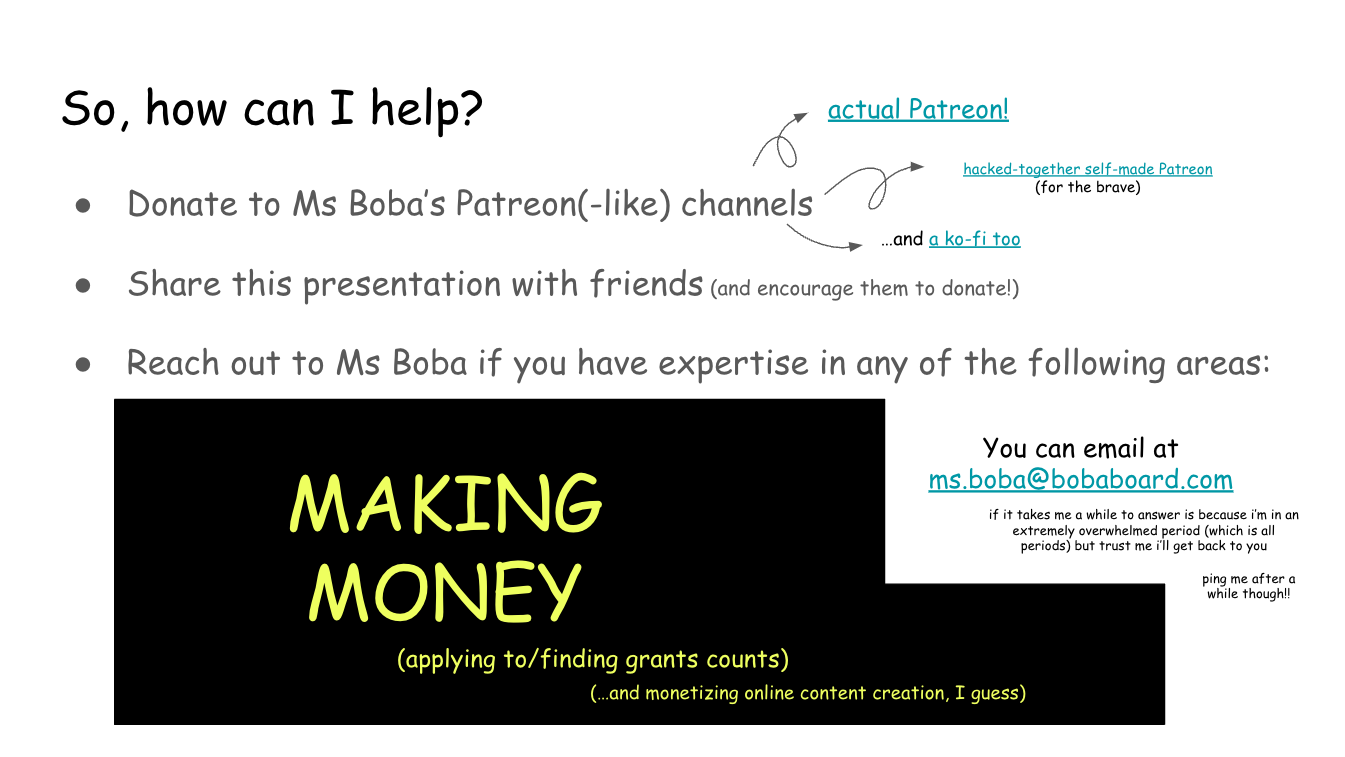 So, how can I help?
actual Patreon!
hacked-together self-made Patreon
(for the brave)
● Donate to Ms Boba's Patreon(-like) channels
...and a ko-fi too
● Share this presentation with friends (and encourage them to donate!)
● Reach out to Ms Boba if you have expertise in any of the following areas:
You can email at
ms.boba@bobaboard.com
if it takes me a while to answer is because i'm in an
extremely overwhelmed period (which is all
periods) but trust me i'll get back to you
ping me after a
while though!!
MAKING
MONEY
(applying to/finding grants counts)
(...and monetizing online content creation, I guess)